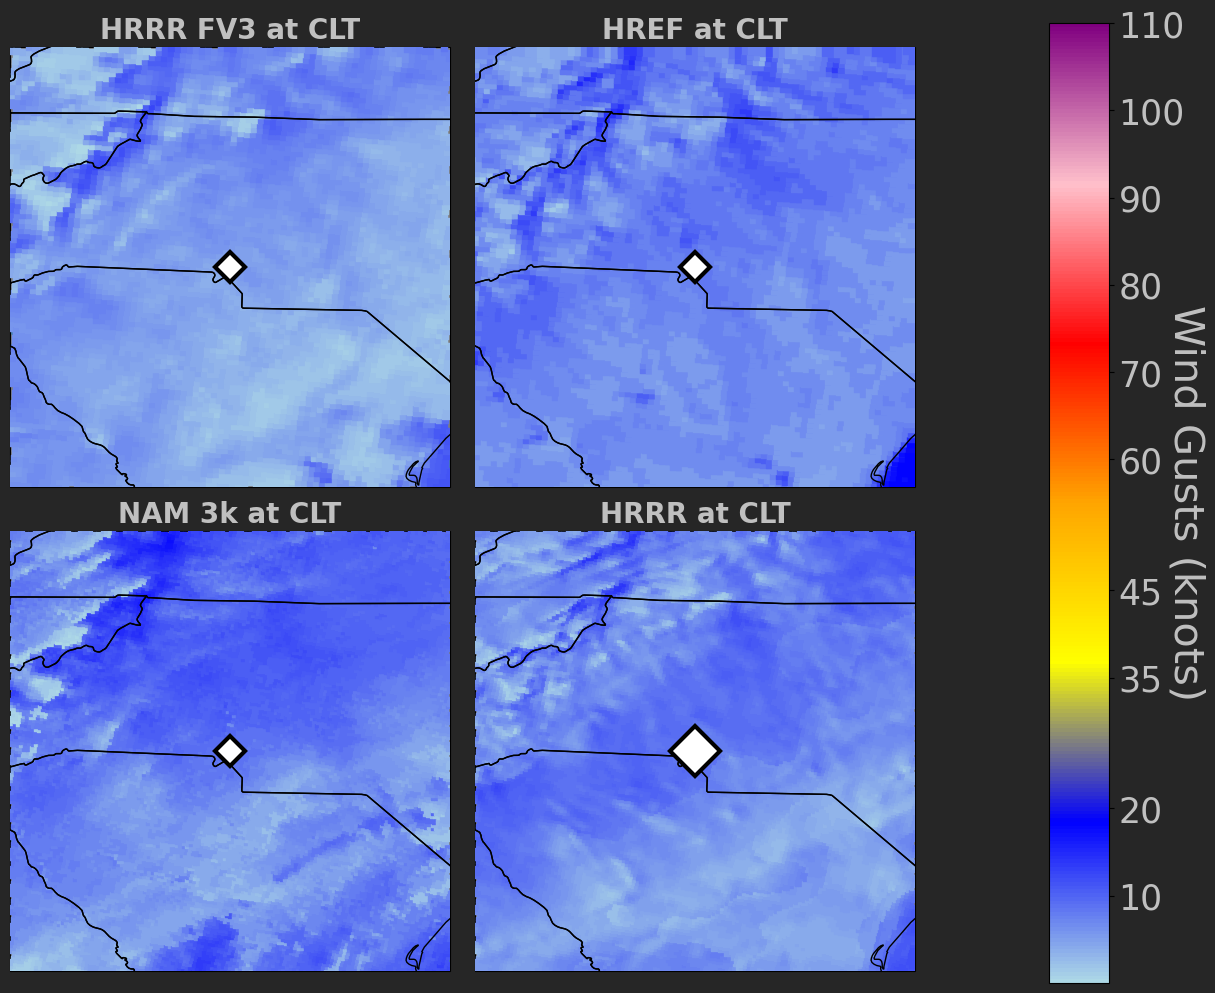 HRRR FV3 at CLT
HREF at CLT
NAM 3k at CLT
HRRR at CLT
110
100
90
80
70
60
45
35
20
10
Wind Gusts (knots)